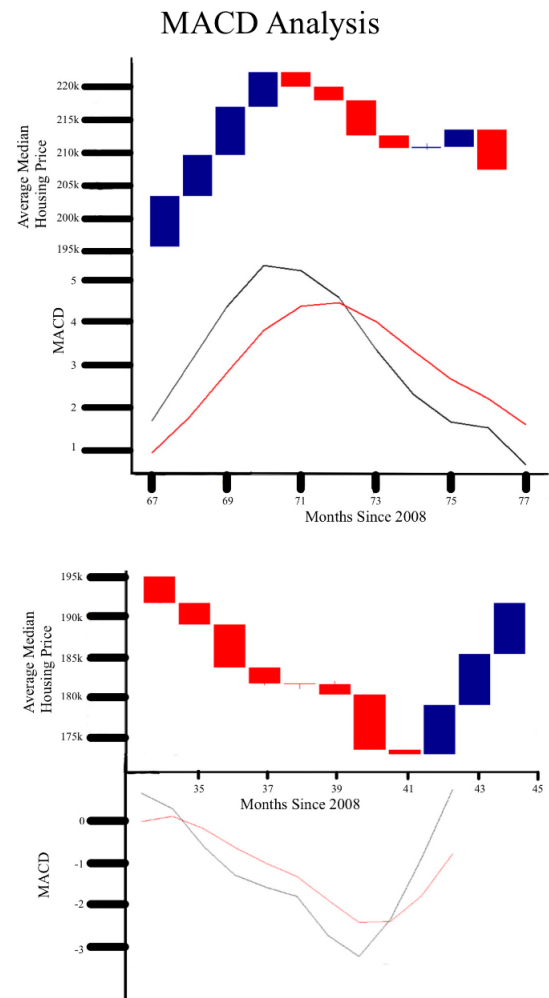 MACD Analysis
Average Median
Housing Price
220k
215k
210k
205k
200k
195k
MACD
5
4
3
2
1
67
69
71
73
75
77
Months Since 2008
Average Median
Housing Price
195k
190k
185k
180k
175k
35
37
39
41
43
45
Months Since 2008
MACD
0
-1
-2
-3